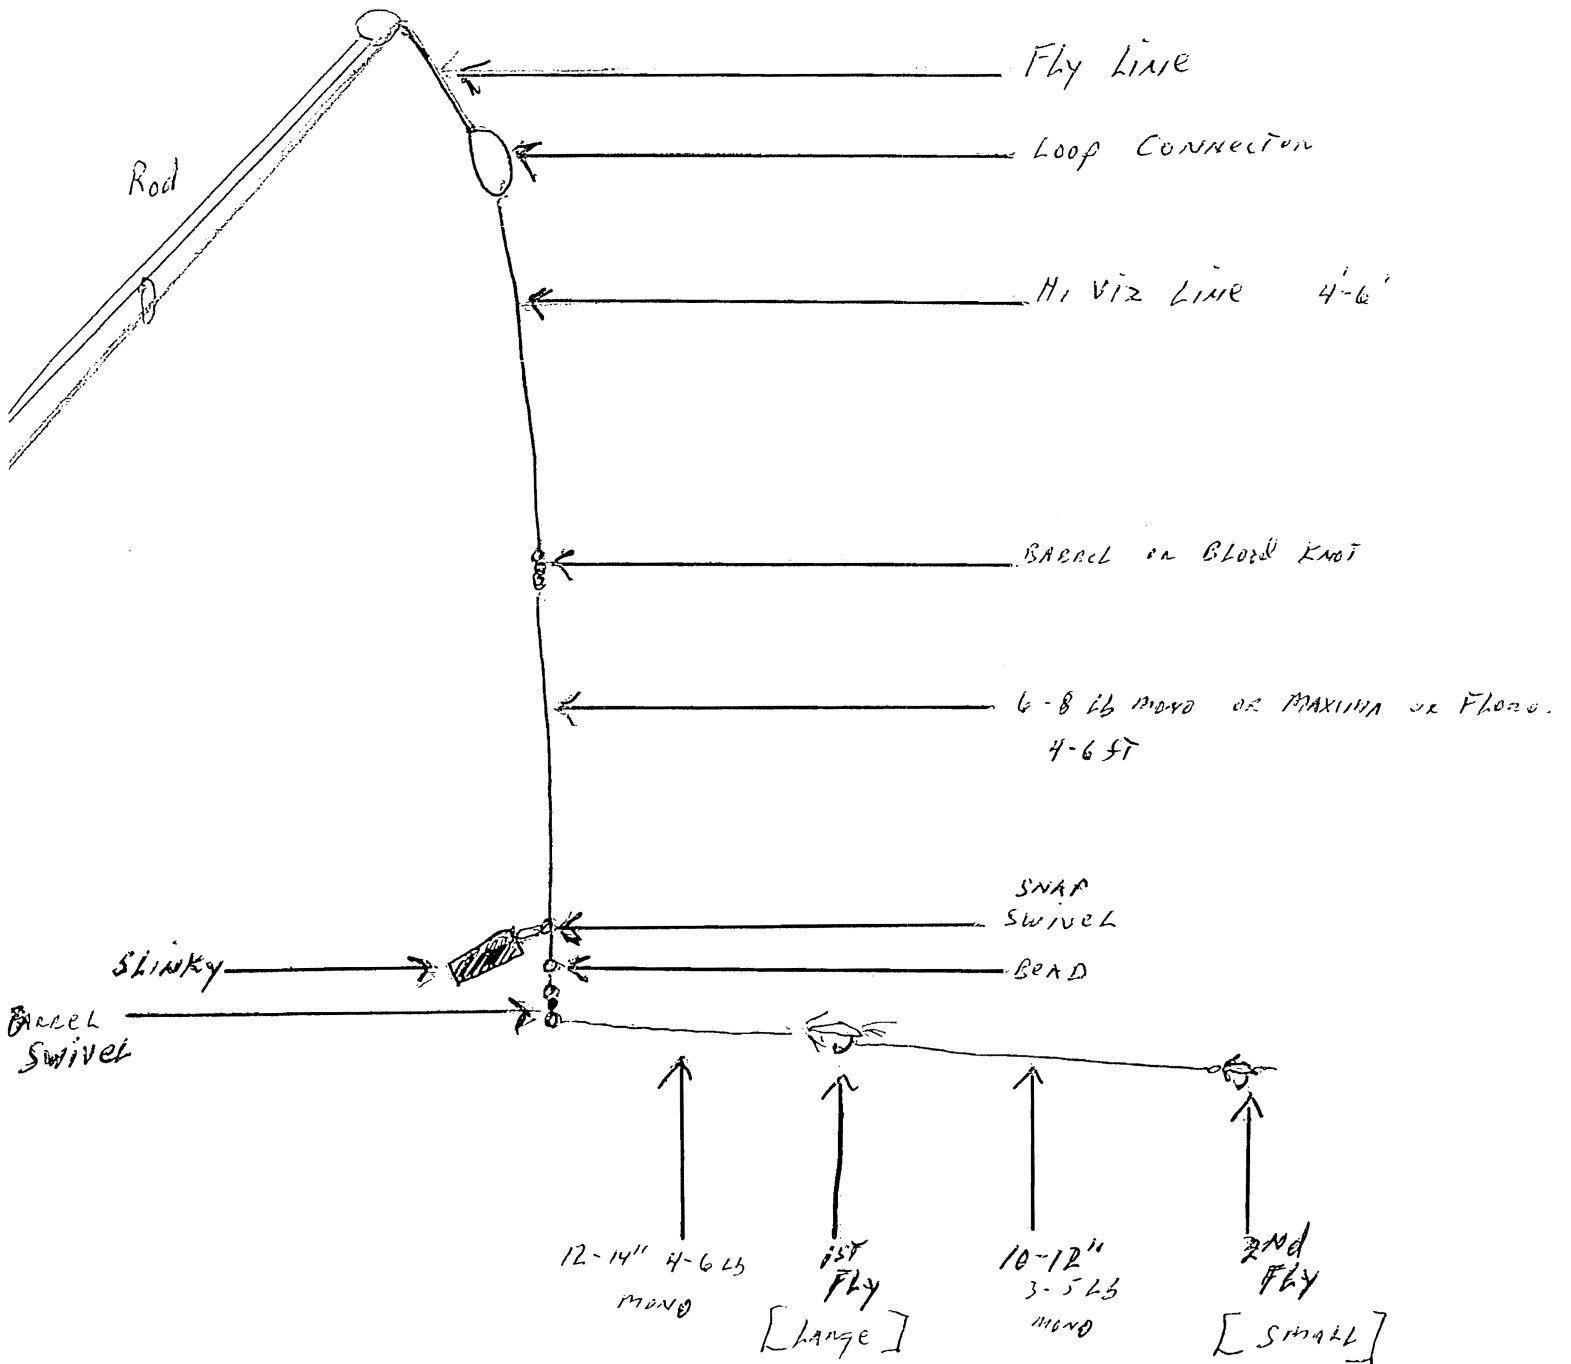 Fly Line
Loop Connector
Rod
Hi Viz Line 4'-6'
Barrel or Blood Knot
6-8 Lb mono or Maxima or Floro.
4-6 ft
Snap
Swivel
Slinky
Bead
Barrel
Swivel
12-14" 4-6 Lb
mono
1st
Fly
[Large]
10-12"
3-5 Lb
mono
2nd
Fly
[Small]